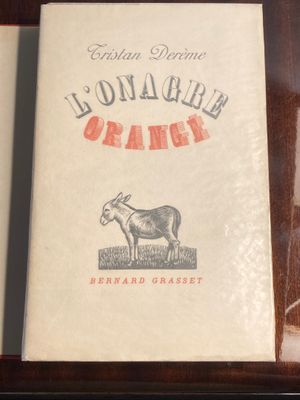 Tristan Derème
L'ONAGRE
ORANGÉ
BERNARD GRASSET